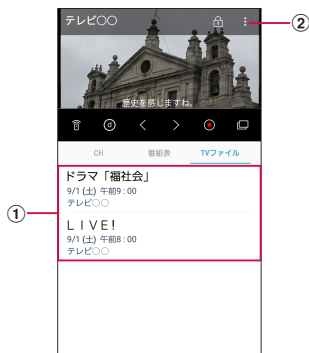 テレビ○○
②
歴史を感じますね。
ⓓ
CH 番組表 TVファイル
①
ドラマ「福祉会」
9/1 (土) 午前9：00
テレビ○○
ＬＩＶＥ！
9/1 (土) 午前8：00
テレビ○○